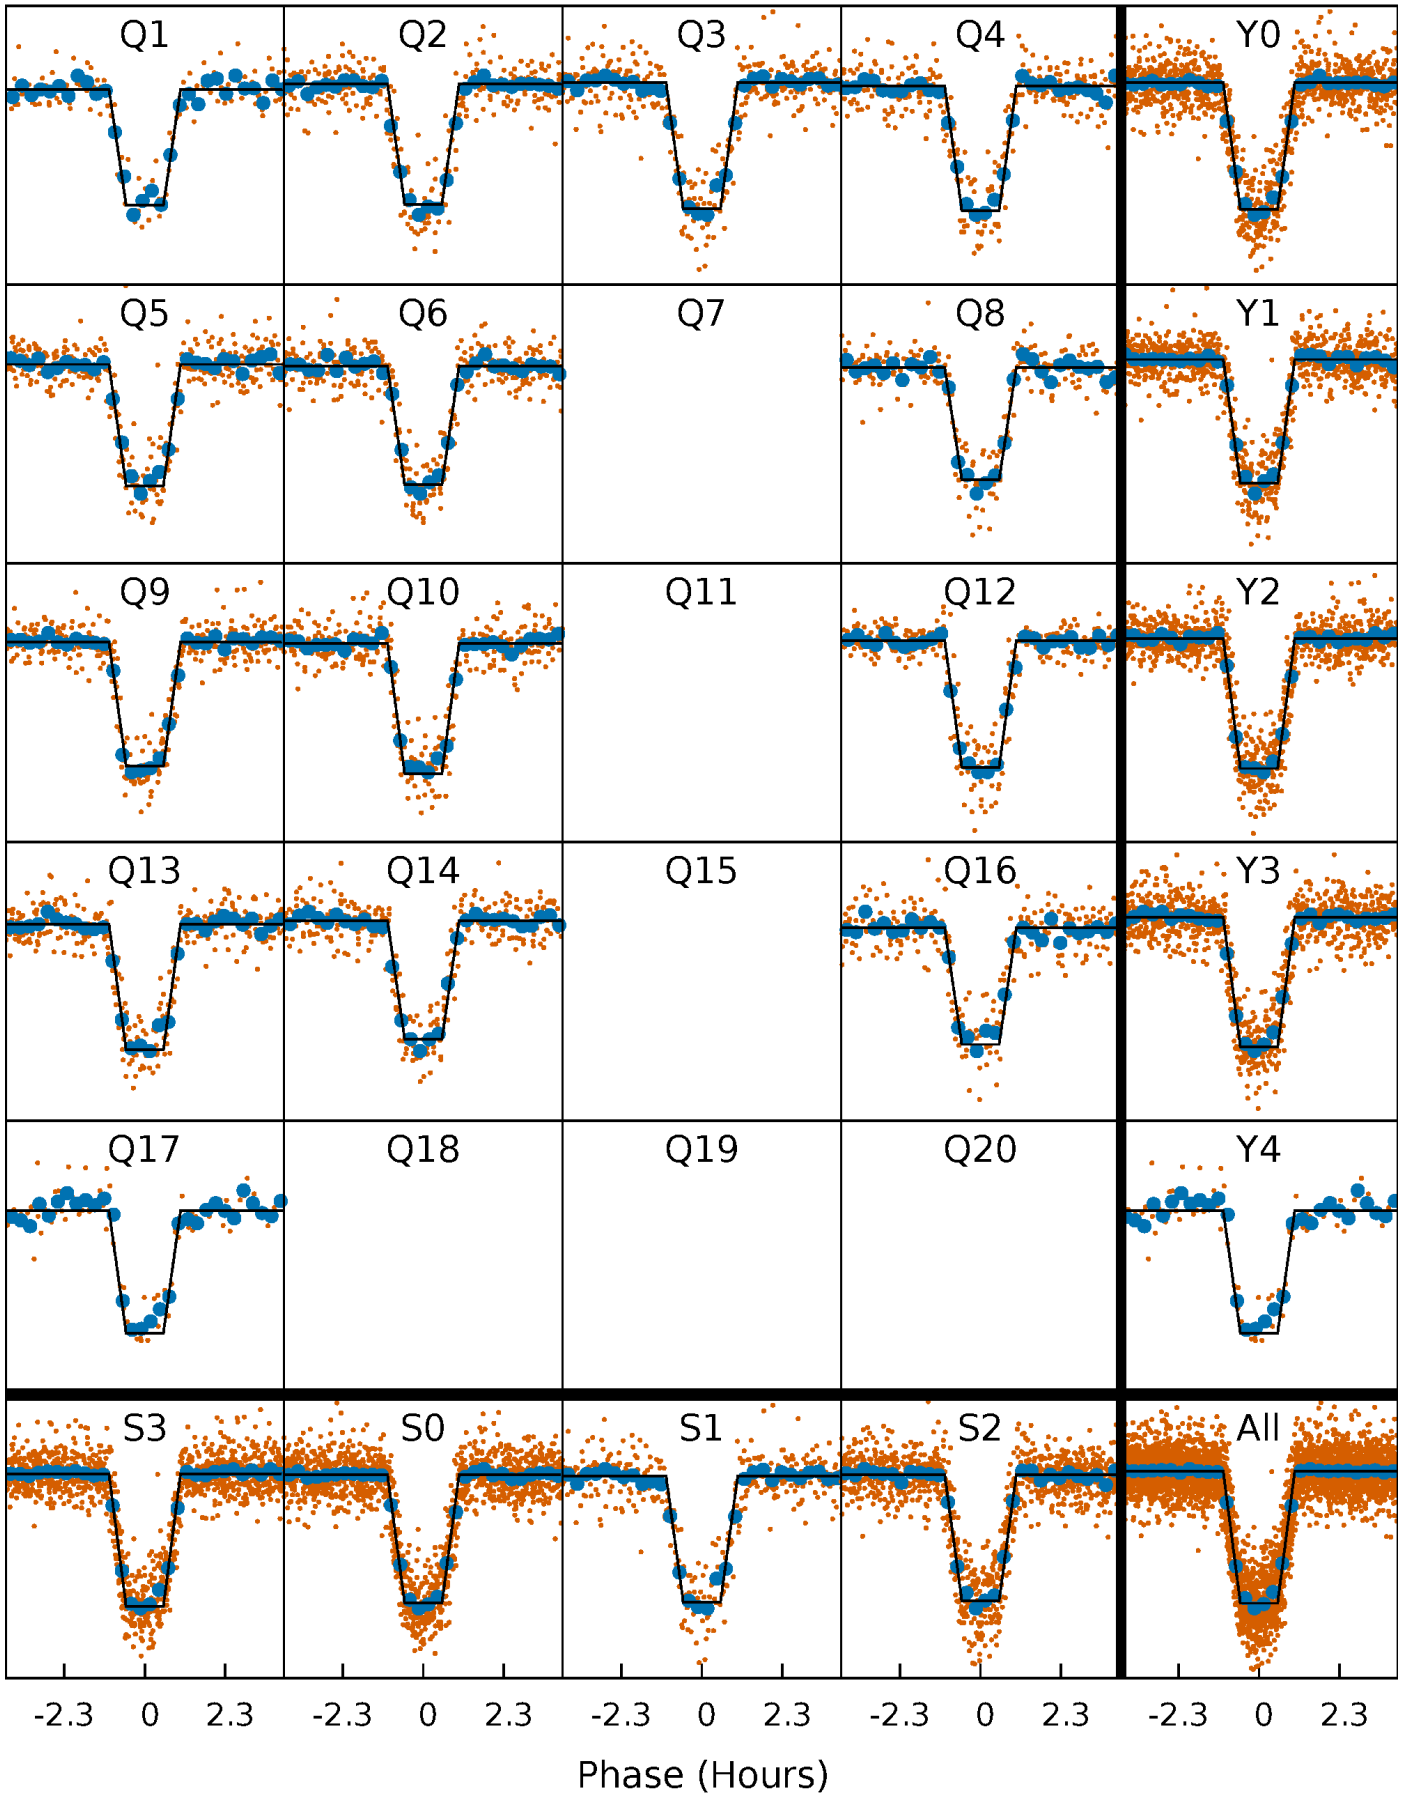 Q1 Q2 Q3 Q4 Y0
Q5 Q6 Q7 Q8 Y1
Q9 Q10 Q11 Q12 Y2
Q13 Q14 Q15 Q16 Y3
Q17 Q18 Q19 Q20 Y4
S3 S0 S1 S2 All
-2.3 0 2.3 -2.3 0 2.3 -2.3 0 2.3 -2.3 0 2.3 -2.3 0 2.3
Phase (Hours)